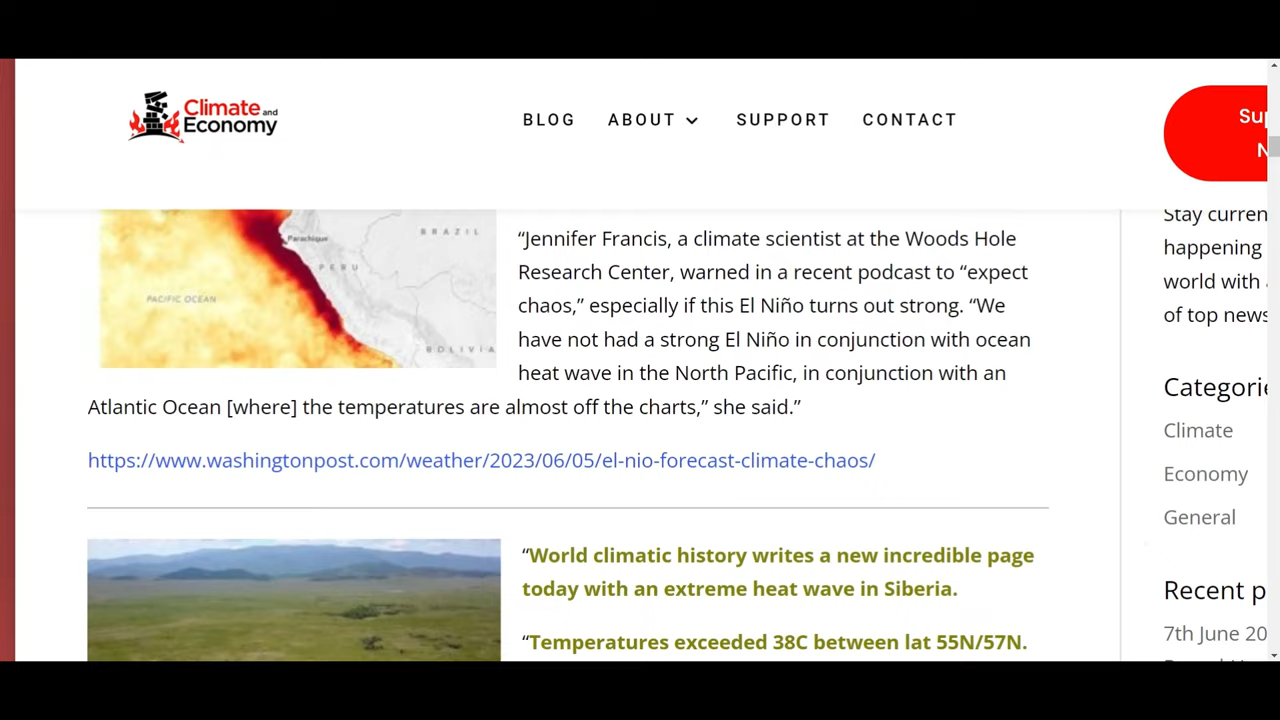 Climate and
Economy
BLOG ABOUT SUPPORT CONTACT
Parachique
BRAZIL
PERU
PACIFIC OCEAN
BOLIVIA
“Jennifer Francis, a climate scientist at the Woods Hole
Research Center, warned in a recent podcast to “expect
chaos,” especially if this El Niño turns out strong. “We
have not had a strong El Niño in conjunction with ocean
heat wave in the North Pacific, in conjunction with an
Atlantic Ocean [where] the temperatures are almost off the charts,” she said.”
https://www.washingtonpost.com/weather/2023/06/05/el-nio-forecast-climate-chaos/
“World climatic history writes a new incredible page
today with an extreme heat wave in Siberia.
“Temperatures exceeded 38C between lat 55N/57N.
Sup
N
Stay curren
happening
world with
of top news
Categorie
Climate
Economy
General
Recent p
7th June 20